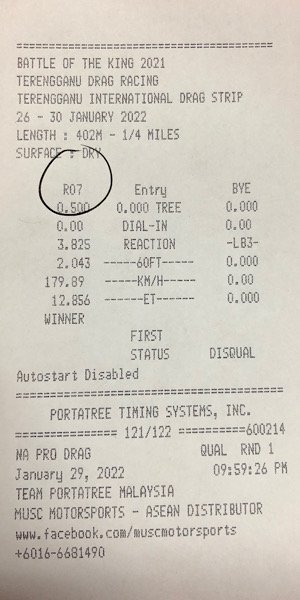 ========================================
BATTLE OF THE KING 2021
TERENGGANU DRAG RACING
TERENGGANU INTERNATIONAL DRAG STRIP
26 - 30 JANUARY 2022
LENGTH : 402M - 1/4 MILES
SURFACE : DRY
R07 Entry BYE
0.500 0.000 TREE 0.000
0.00 DIAL-IN 0.00
3.825 REACTION -LB3-
2.043 -----60FT----- 0.000
179.89 -----KM/H----- 0.00
12.856 ------ET------ 0.000
WINNER
FIRST
STATUS DISQUAL
Autostart Disabled
========================================
PORTATREE TIMING SYSTEMS, INC.
=============== 121/122 ==========600214
NA PRO DRAG QUAL RND 1
January 29, 2022 09:59:26 PM
TEAM PORTATREE MALAYSIA
MUSC MOTORSPORTS - ASEAN DISTRIBUTOR
www.facebook.com/muscmotorsports
+6016-6681490